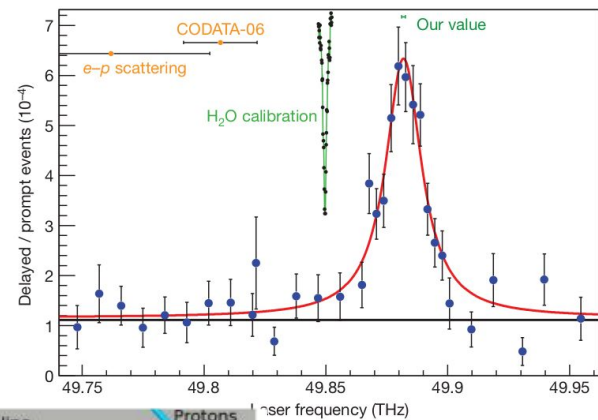 CODATA-06
Our value
e–p scattering
H₂O calibration
Delayed / prompt events (10⁻⁴)
7
6
5
4
3
2
1
0
49.75
49.8
49.85
49.9
49.95
Laser frequency (THz)
Protons